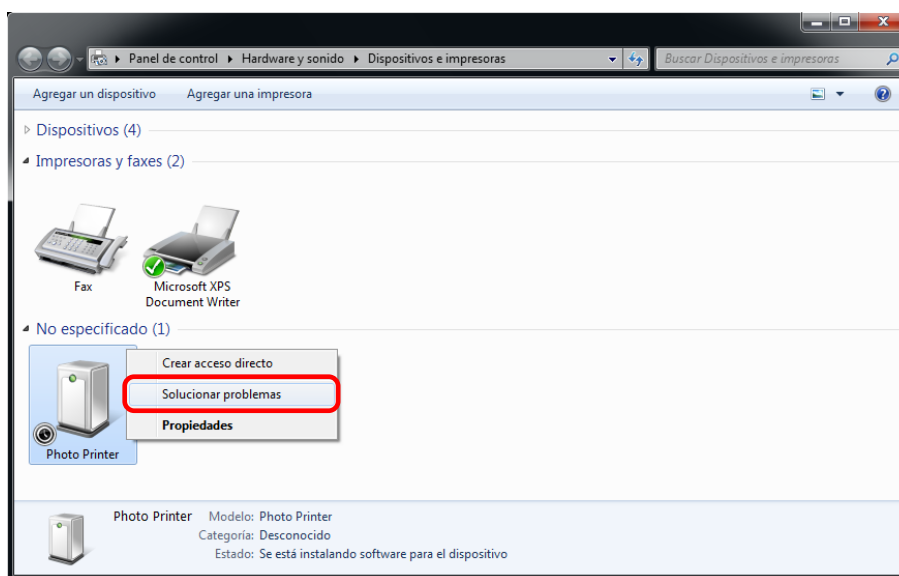 Panel de control Hardware y sonido Dispositivos e impresoras
Buscar Dispositivos e impresoras
Agregar un dispositivo Agregar una impresora
Dispositivos (4)
Impresoras y faxes (2)
Fax
Microsoft XPS
Document Writer
No especificado (1)
Crear acceso directo
Solucionar problemas
Propiedades
Photo Printer
Photo Printer Modelo: Photo Printer
Categoría: Desconocido
Estado: Se está instalando software para el dispositivo